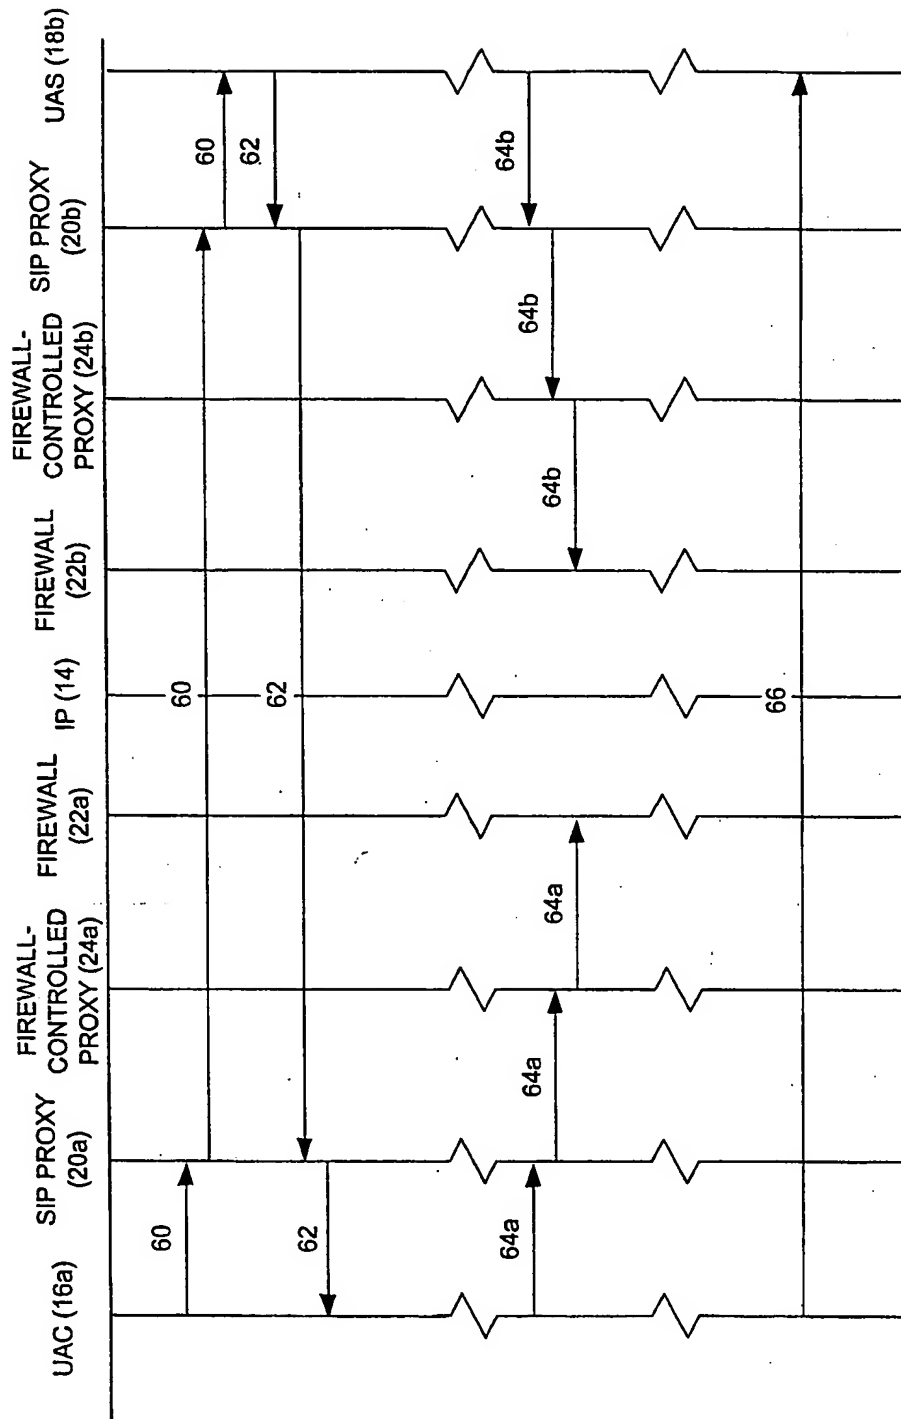 UAC (16a)
SIP PROXY
(20a)
FIREWALL-
CONTROLLED
PROXY (24a)
FIREWALL
(22a)
IP (14)
FIREWALL
(22b)
FIREWALL-
CONTROLLED
PROXY (24b)
SIP PROXY
(20b)
UAS (18b)
60
60
60
62
62
62
64a
64a
64a
64b
64b
64b
66